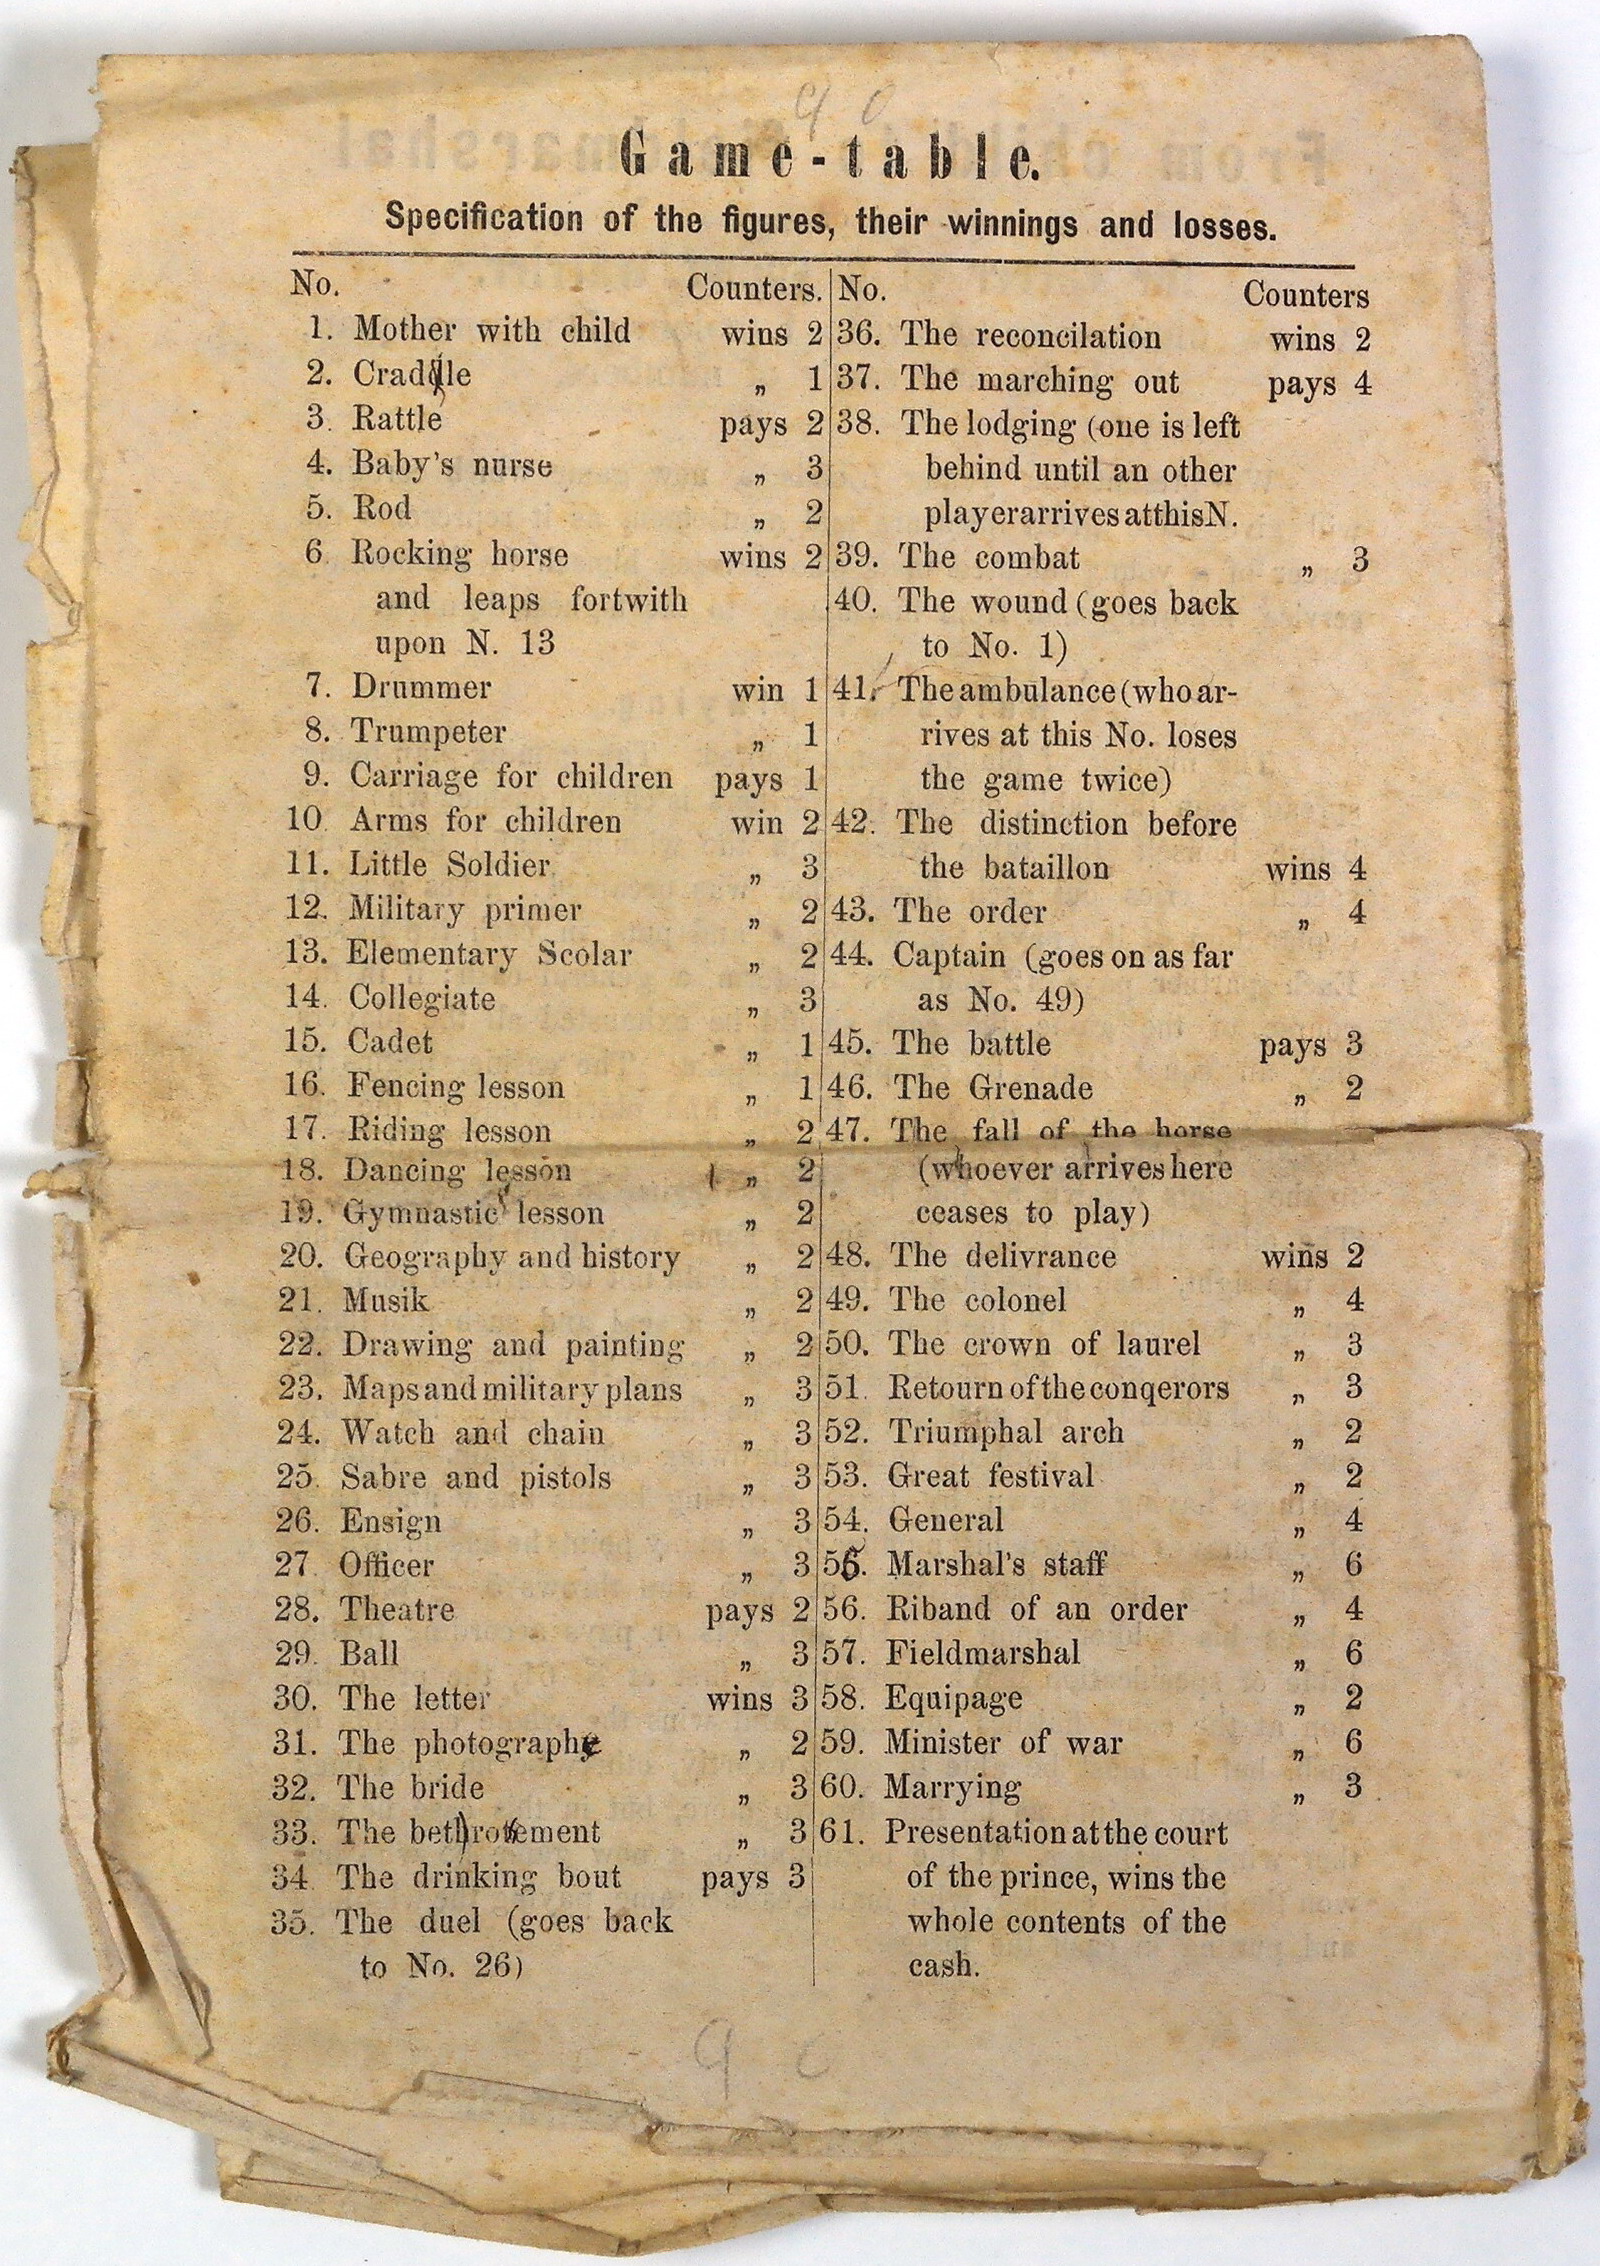 9 0
Game-table.
Specification of the figures, their winnings and losses.
No. Counters.
1. Mother with child wins 2
2. Craddle „ 1
3. Rattle pays 2
4. Baby's nurse „ 3
5. Rod „ 2
6. Rocking horse wins 2
and leaps fortwith
upon N. 13
7. Drummer win 1
8. Trumpeter „ 1
9. Carriage for children pays 1
10. Arms for children win 2
11. Little Soldier „ 3
12. Military primer „ 2
13. Elementary Scolar „ 2
14. Collegiate „ 3
15. Cadet „ 1
16. Fencing lesson „ 1
17. Riding lesson „ 2
18. Dancing lesson „ 2
19. Gymnastic lesson „ 2
20. Geography and history „ 2
21. Musik „ 2
22. Drawing and painting „ 2
23. Maps and military plans „ 3
24. Watch and chain „ 3
25. Sabre and pistols „ 3
26. Ensign „ 3
27. Officer „ 3
28. Theatre pays 2
29. Ball „ 3
30. The letter wins 3
31. The photography „ 2
32. The bride „ 3
33. The bethrotement „ 3
34. The drinking bout pays 3
35. The duel (goes back
to No. 26)
No. Counters
36. The reconcilation wins 2
37. The marching out pays 4
38. The lodging (one is left
behind until an other
player arrives at this N.
39. The combat „ 3
40. The wound (goes back
to No. 1)
41. The ambulance (who ar-
rives at this No. loses
the game twice)
42. The distinction before
the bataillon wins 4
43. The order „ 4
44. Captain (goes on as far
as No. 49)
45. The battle pays 3
46. The Grenade „ 2
47. The fall of the horse
(whoever arrives here
ceases to play)
48. The delivrance wins 2
49. The colonel „ 4
50. The crown of laurel „ 3
51. Retourn of the conqerors „ 3
52. Triumphal arch „ 2
53. Great festival „ 2
54. General „ 4
55. Marshal's staff „ 6
56. Riband of an order „ 4
57. Fieldmarshal „ 6
58. Equipage „ 2
59. Minister of war „ 6
60. Marrying „ 3
61. Presentation at the court
of the prince, wins the
whole contents of the
cash.